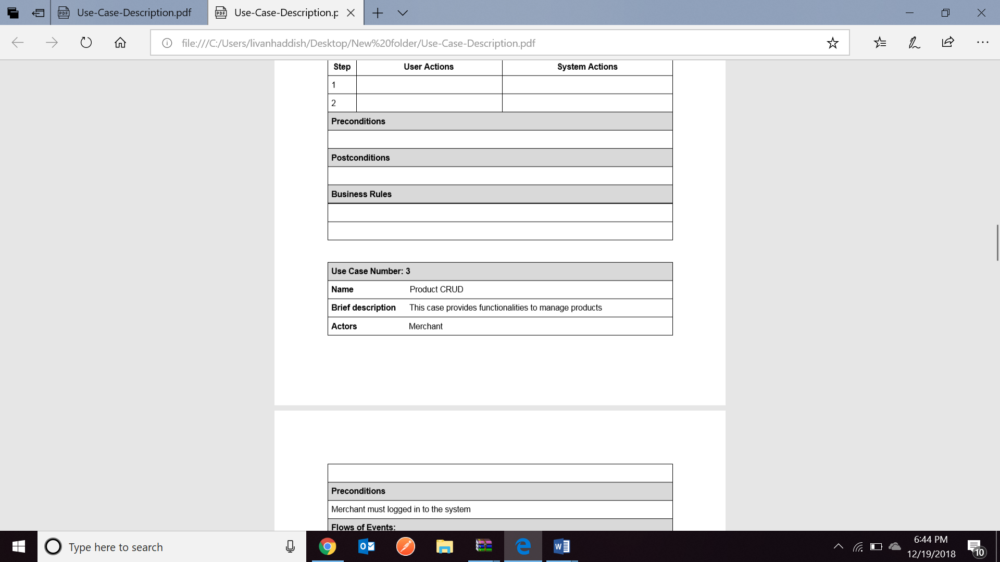 Use-Case-Description.pdf
Use-Case-Description.p
file:///C:/Users/livanhaddish/Desktop/New%20folder/Use-Case-Description.pdf
Step User Actions System Actions
1
2
Preconditions
Postconditions
Business Rules
Use Case Number: 3
Name Product CRUD
Brief description This case provides functionalities to manage products
Actors Merchant
Preconditions
Merchant must logged in to the system
Flows of Events:
Type here to search
6:44 PM
12/19/2018
10